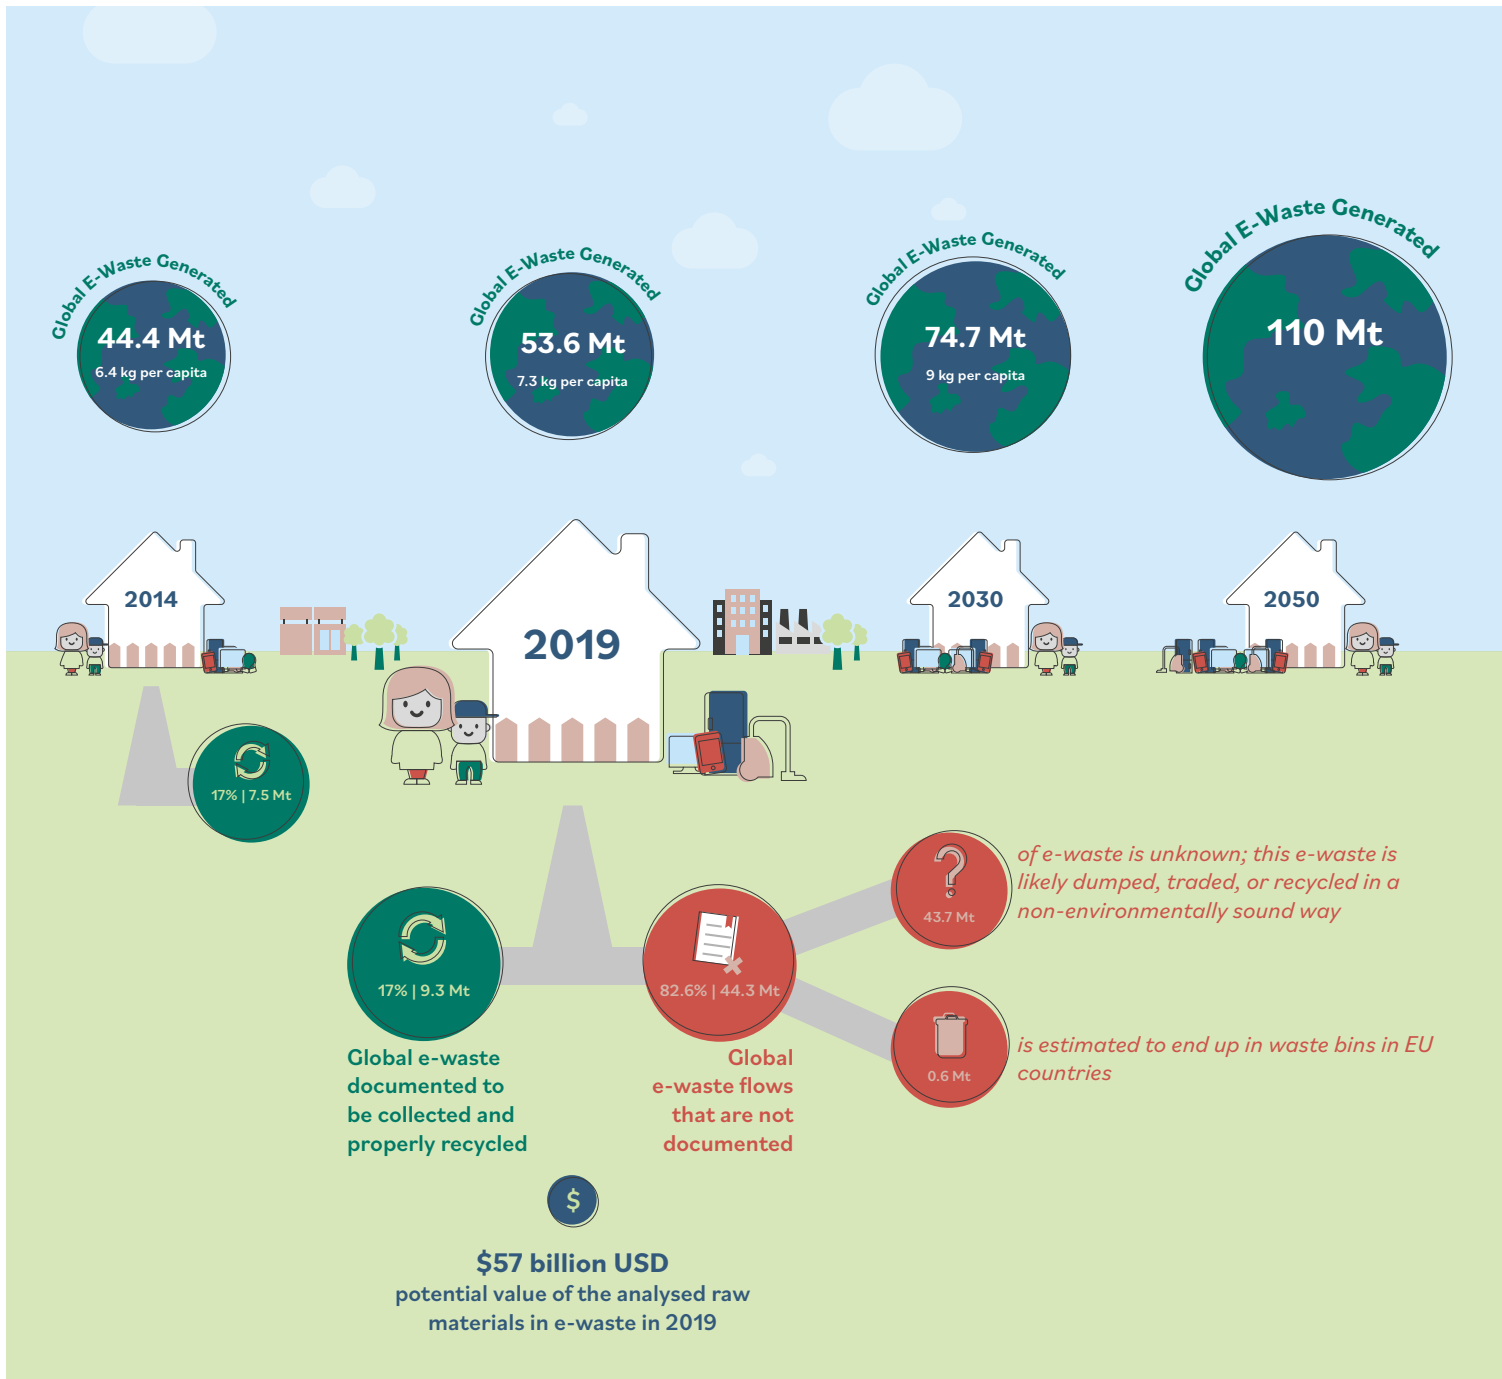 Global E-Waste Generated
44.4 Mt
6.4 kg per capita
Global E-Waste Generated
53.6 Mt
7.3 kg per capita
Global E-Waste Generated
74.7 Mt
9 kg per capita
Global E-Waste Generated
110 Mt
2014
2019
2030
2050
17% | 7.5 Mt
17% | 9.3 Mt
Global e-waste
documented to
be collected and
properly recycled
82.6% | 44.3 Mt
Global
e-waste flows
that are not
documented
43.7 Mt
of e-waste is unknown; this e-waste is
likely dumped, traded, or recycled in a
non-environmentally sound way
0.6 Mt
is estimated to end up in waste bins in EU
countries
$
$57 billion USD
potential value of the analysed raw
materials in e-waste in 2019